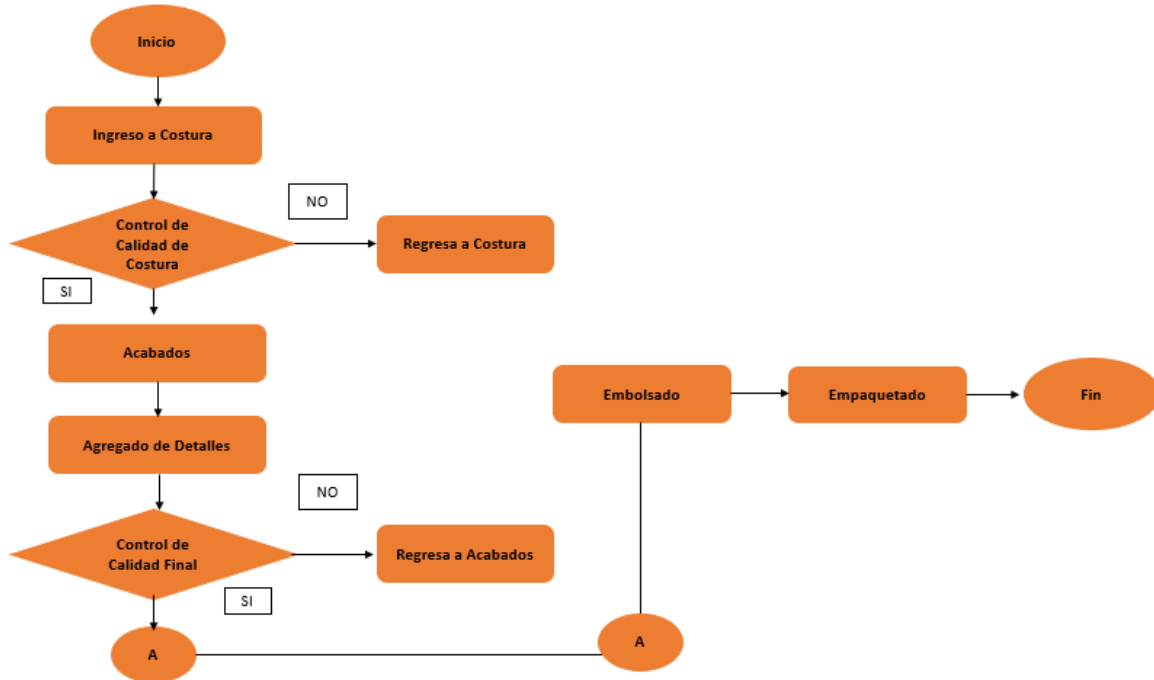 Inicio
Ingreso a Costura
NO
Control de
Calidad de
Costura
Regresa a Costura
SI
Acabados
Agregado de Detalles
NO
Control de
Calidad Final
Regresa a Acabados
SI
A
A
Embolsado
Empaquetado
Fin